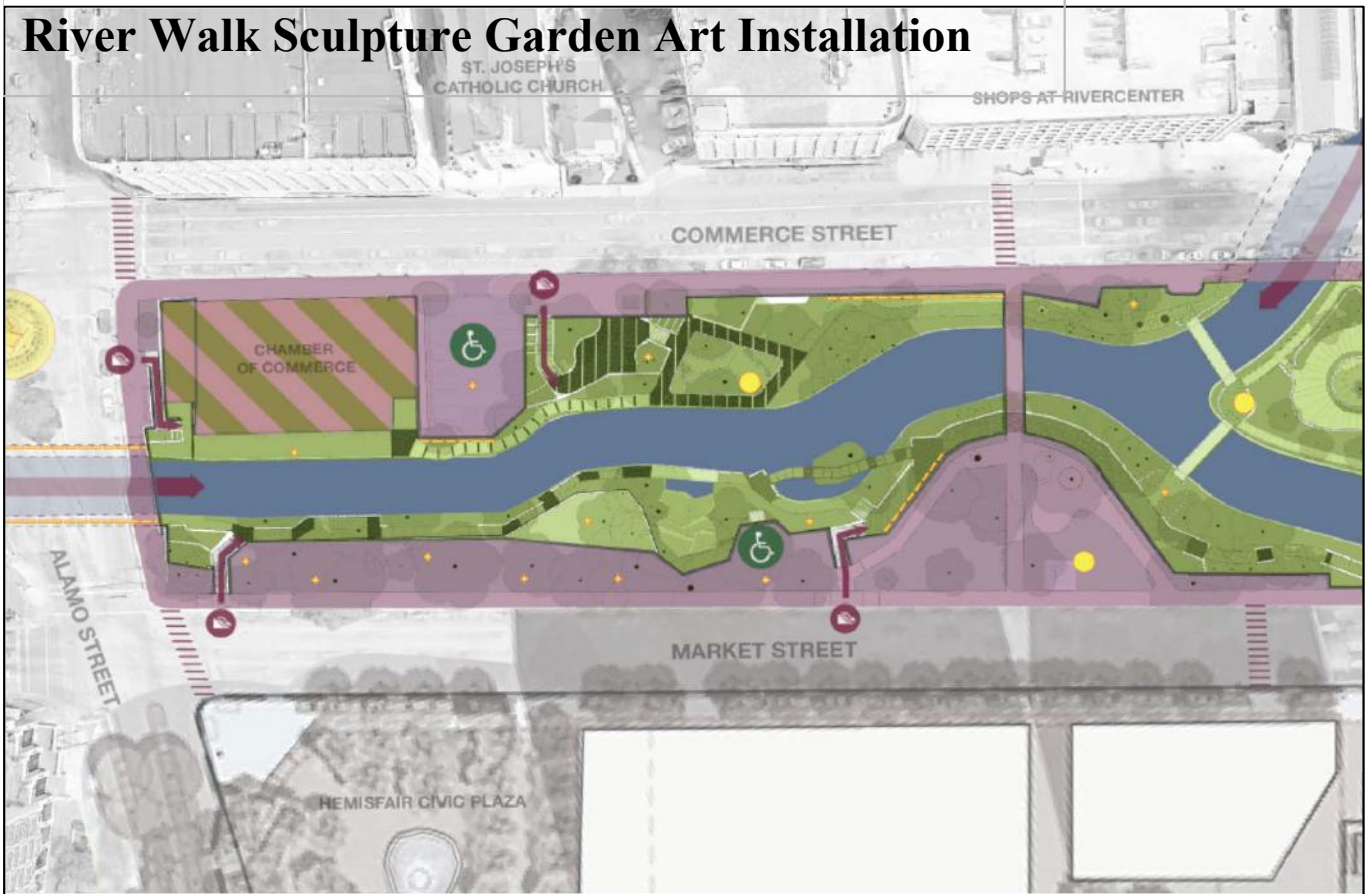 River Walk Sculpture Garden Art Installation
ST. JOSEPH'S
CATHOLIC CHURCH
SHOPS AT RIVERCENTER
COMMERCE STREET
CHAMBER
OF COMMERCE
ALAMO STREET
MARKET STREET
HEMISFAIR CIVIC PLAZA